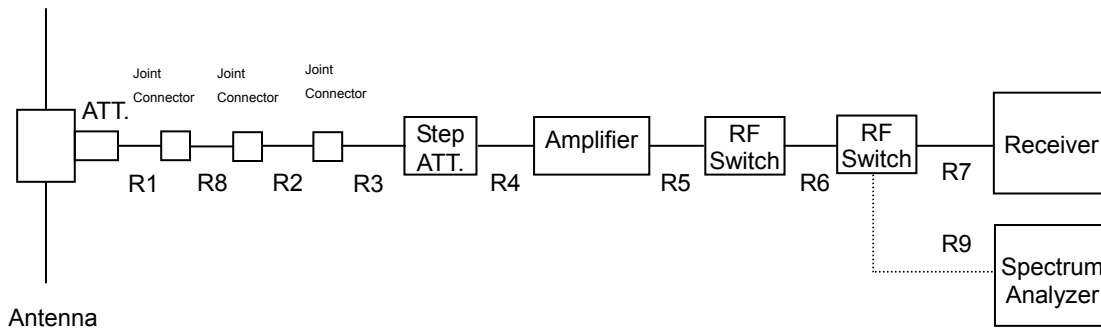 Joint
Connector
Joint
Connector
Joint
Connector
ATT.
Step
ATT.
Amplifier
RF
Switch
RF
Switch
Receiver
R1
R8
R2
R3
R4
R5
R6
R7
R9
Spectrum
Analyzer
Antenna